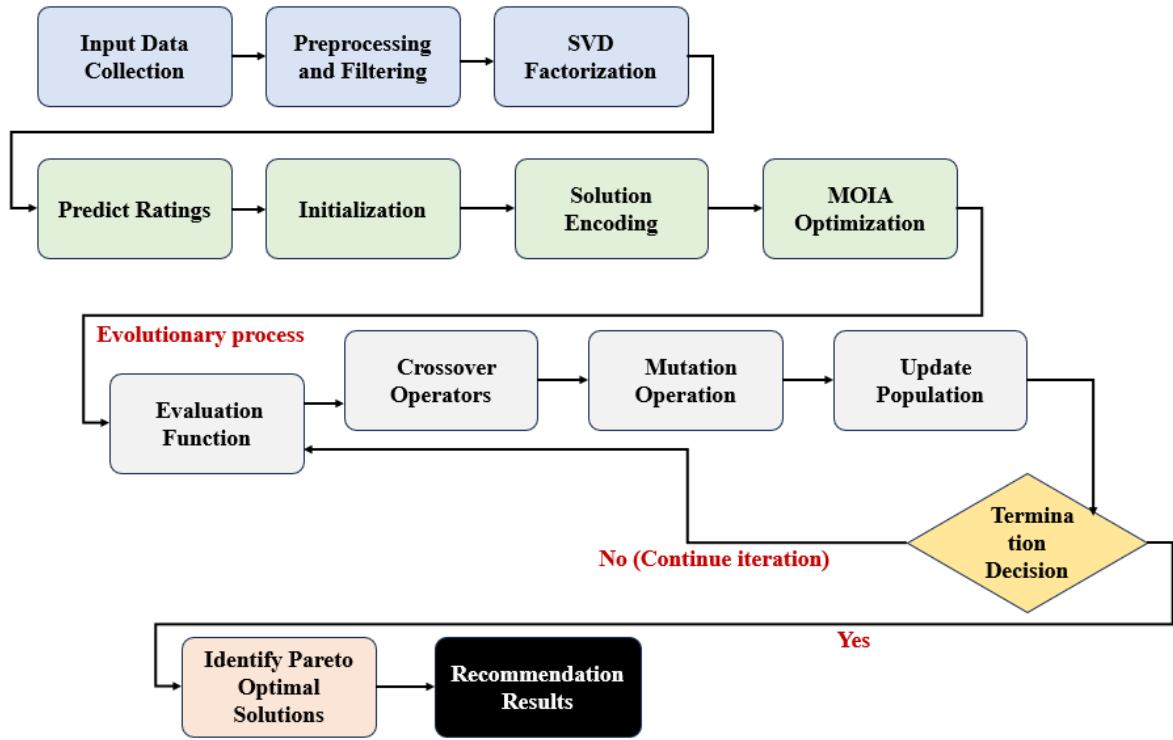 Input Data
Collection
Preprocessing
and Filtering
SVD
Factorization
Predict Ratings
Initialization
Solution
Encoding
MOIA
Optimization
Evolutionary process
Evaluation
Function
Crossover
Operators
Mutation
Operation
Update
Population
Termina
tion
Decision
No (Continue iteration)
Yes
Identify Pareto
Optimal
Solutions
Recommendation
Results